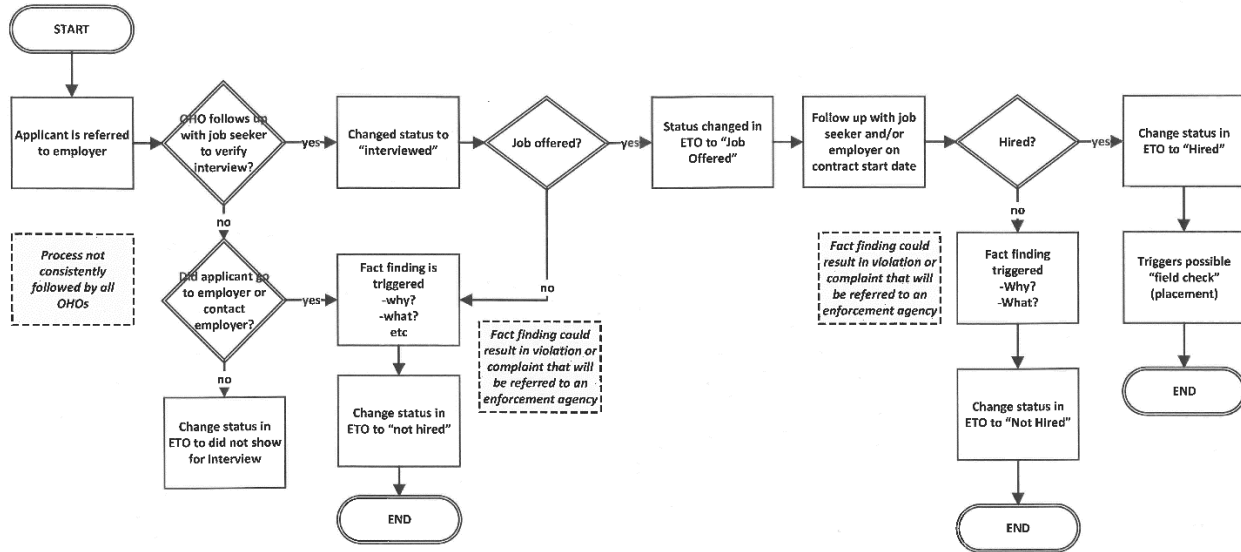 START
Applicant is referred
to employer
OHO follows up
with job seeker
to verify
interview?
yes
Changed status to
“interviewed”
Job offered?
yes
Status changed in
ETO to “Job
Offered”
Follow up with job
seeker and/or
employer on
contract start date
Hired?
yes
Change status in
ETO to “Hired”
no
Process not
consistently
followed by all
OHOs
Did applicant go
to employer or
contact
employer?
yes
Fact finding is
triggered
-why?
-what?
etc
no
Fact finding could
result in violation or
complaint that will
be referred to an
enforcement agency
no
Change status in
ETO to did not show
for Interview
Change status in
ETO to “not hired”
END
Fact finding could
result in violation or
complaint that will
be referred to an
enforcement agency
no
Fact finding
triggered
-Why?
-What?
Change status in
ETO to “Not Hired”
END
Triggers possible
“field check”
(placement)
END